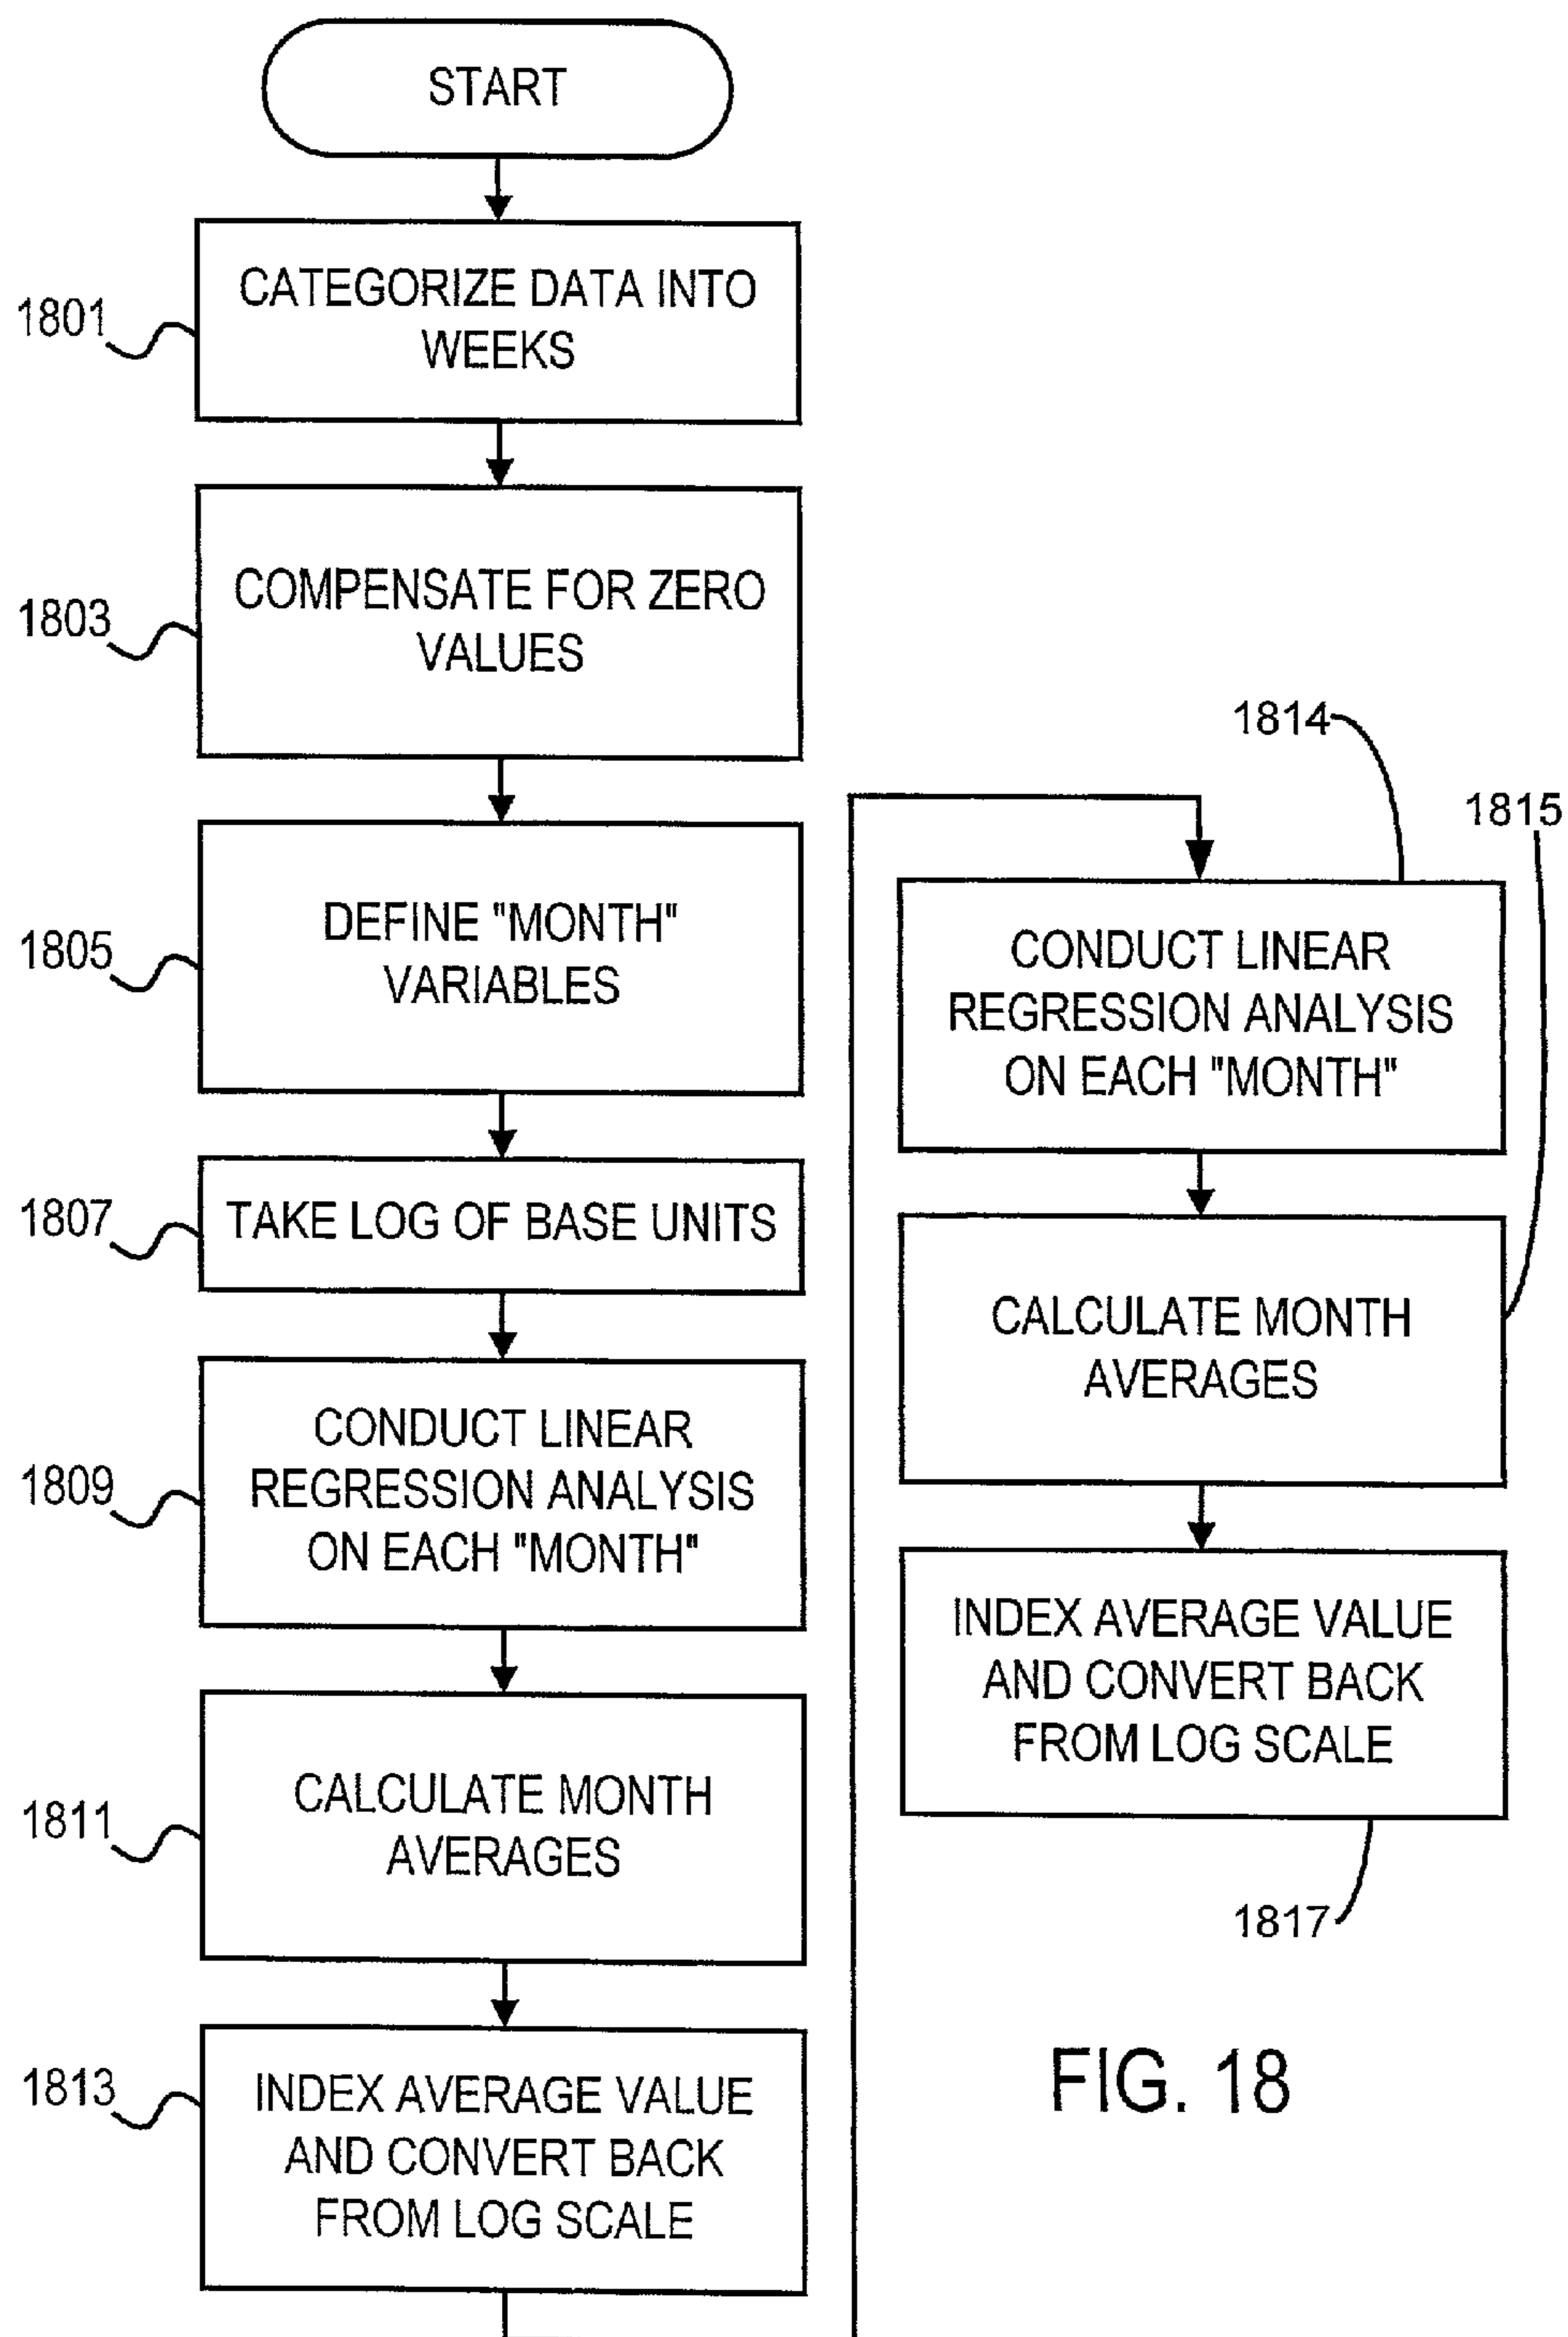 START
1801
CATEGORIZE DATA INTO
WEEKS
1803
COMPENSATE FOR ZERO
VALUES
1805
DEFINE "MONTH"
VARIABLES
1807
TAKE LOG OF BASE UNITS
1809
CONDUCT LINEAR
REGRESSION ANALYSIS
ON EACH "MONTH"
1811
CALCULATE MONTH
AVERAGES
1813
INDEX AVERAGE VALUE
AND CONVERT BACK
FROM LOG SCALE
1814
CONDUCT LINEAR
REGRESSION ANALYSIS
ON EACH "MONTH"
1815
CALCULATE MONTH
AVERAGES
INDEX AVERAGE VALUE
AND CONVERT BACK
FROM LOG SCALE
1817
FIG. 18